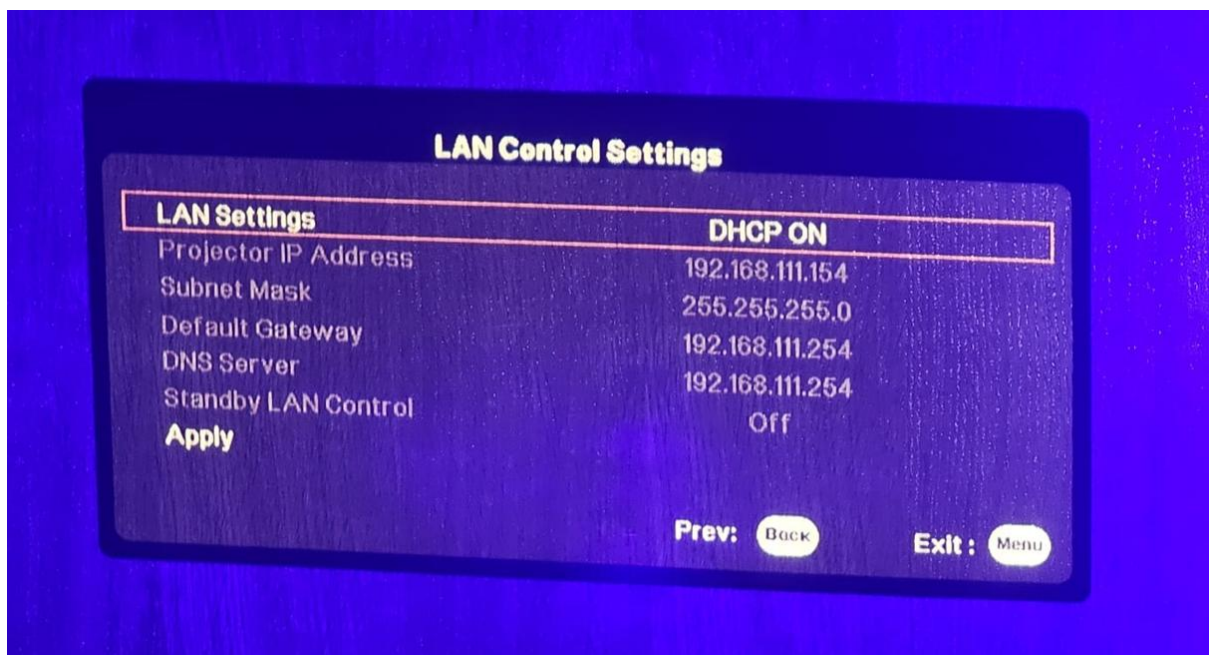 LAN Control Settings
LAN Settings DHCP ON
Projector IP Address 192.168.111.154
Subnet Mask 255.255.255.0
Default Gateway 192.168.111.254
DNS Server 192.168.111.254
Standby LAN Control Off
Apply
Prev: Back Exit : Menu